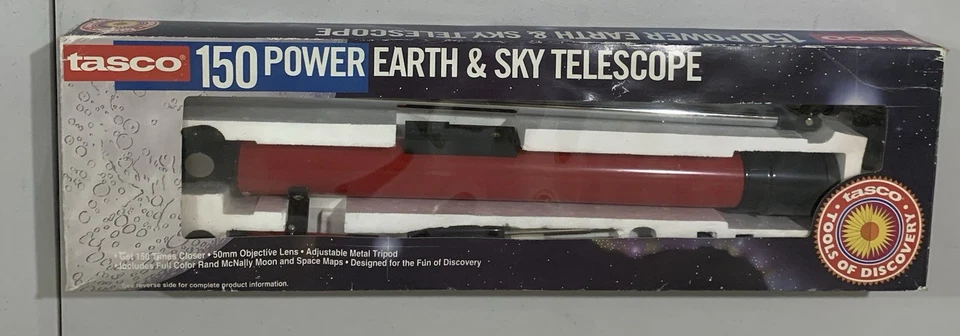 150 POWER EARTH & SKY TELESCOPE
tasco®
150 POWER EARTH & SKY TELESCOPE
Get 150 Times Closer • 50mm Objective Lens • Adjustable Metal Tripod
• Includes Full Color Rand McNally Moon and Space Maps • Designed for the Fun of Discovery
See reverse side for complete product information.
• tasco •
TOOLS OF DISCOVERY